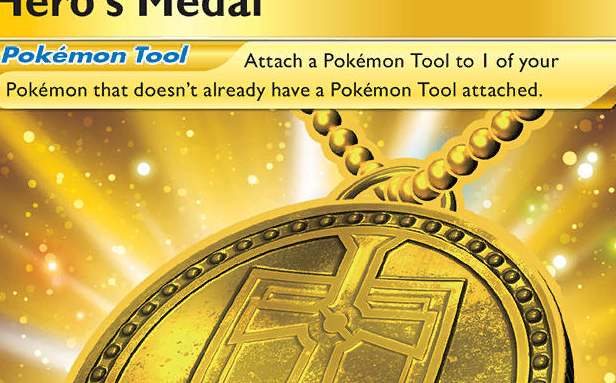 Hero's Medal
Pokémon Tool Attach a Pokémon Tool to 1 of your
Pokémon that doesn't already have a Pokémon Tool attached.